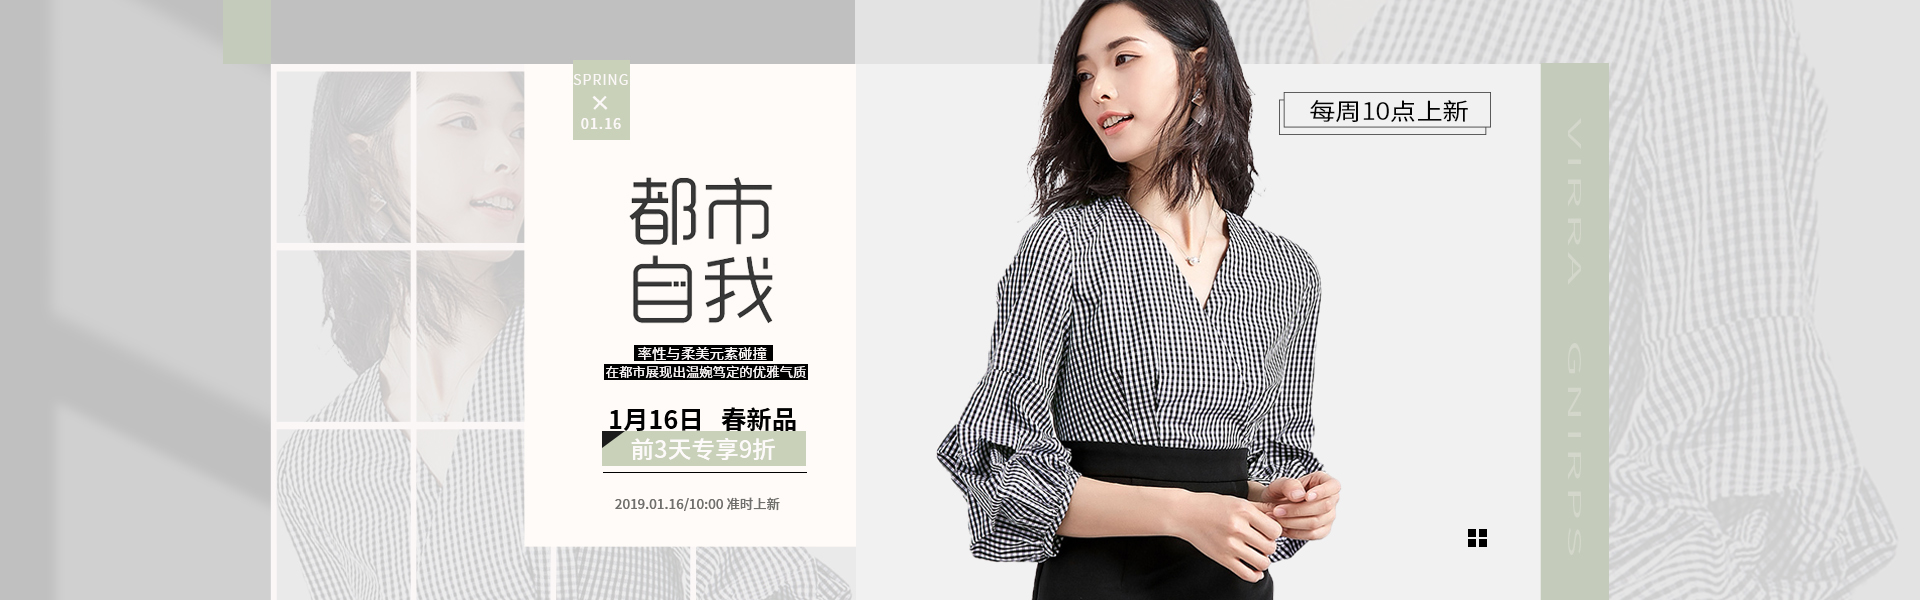 SPRING
×
01.16
都市
自我
率性与柔美元素碰撞
在都市展现出温婉笃定的优雅气质
1月16日 春新品
前3天专享9折
2019.01.16/10:00 准时上新
每周10点上新
VIRRA GNIRPS